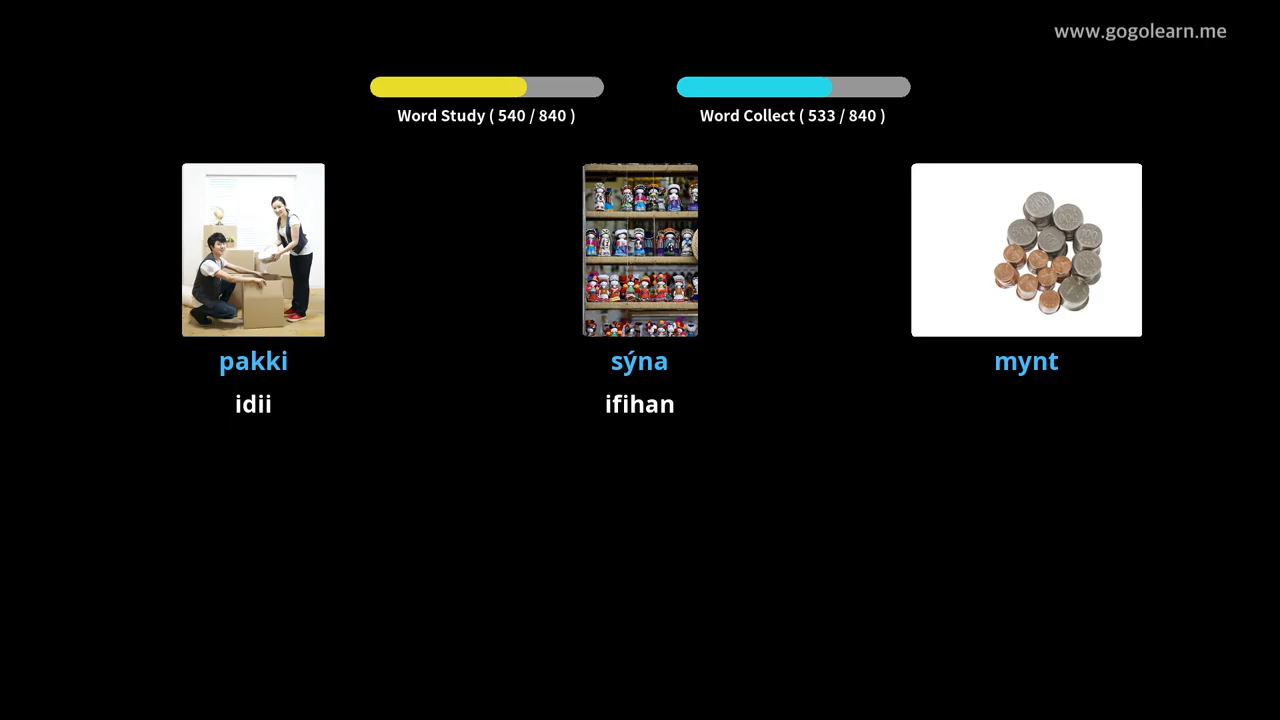 www.gogolearn.me
Word Study ( 540 / 840 )
Word Collect ( 533 / 840 )
pakki
sýna
mynt
idii
ifihan